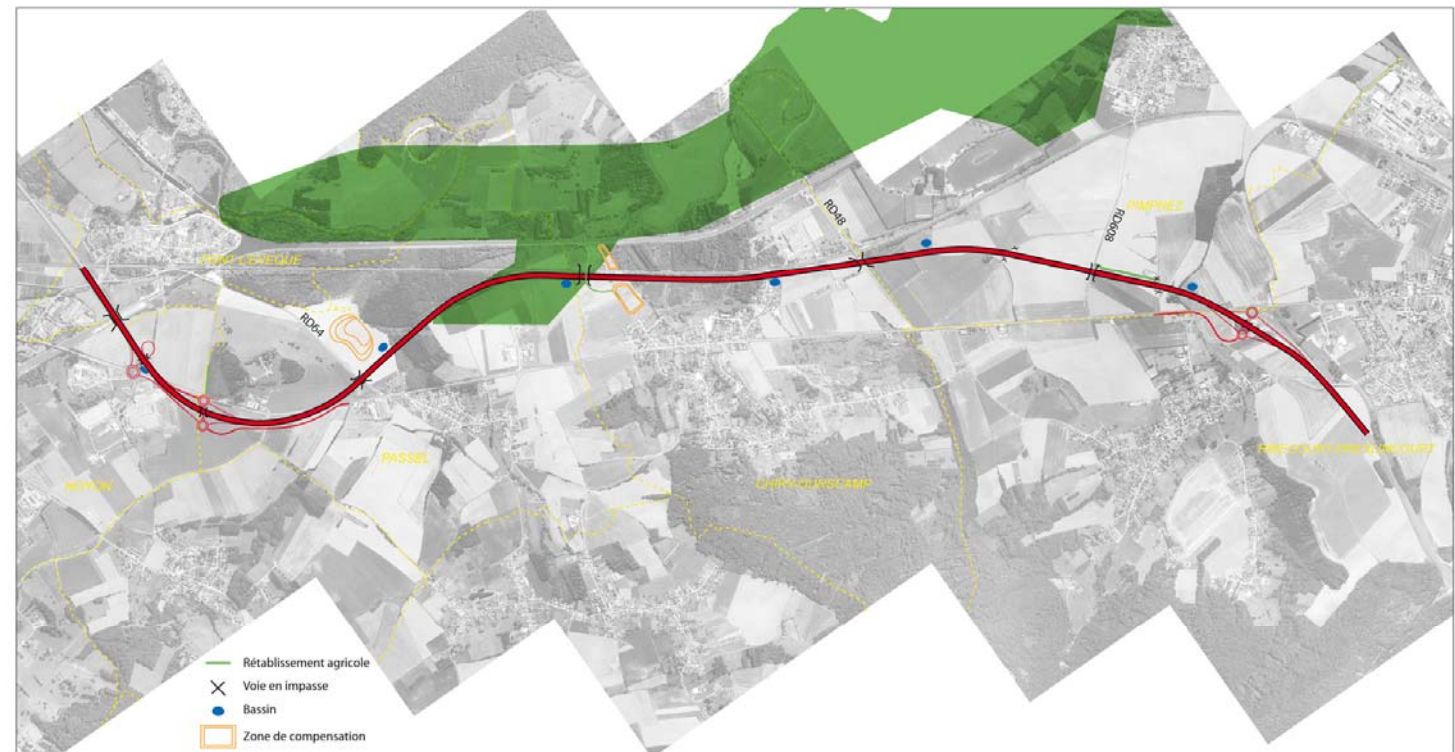 PIMPREZ
RD48
RD608
PONT L'EVEQUE
RD64
PASSEL
NOYON
CHIRY-OURSCAMP
RIBECOURT-DRESLINCOURT
Rétablissement agricole
Voie en impasse
Bassin
Zone de compensation